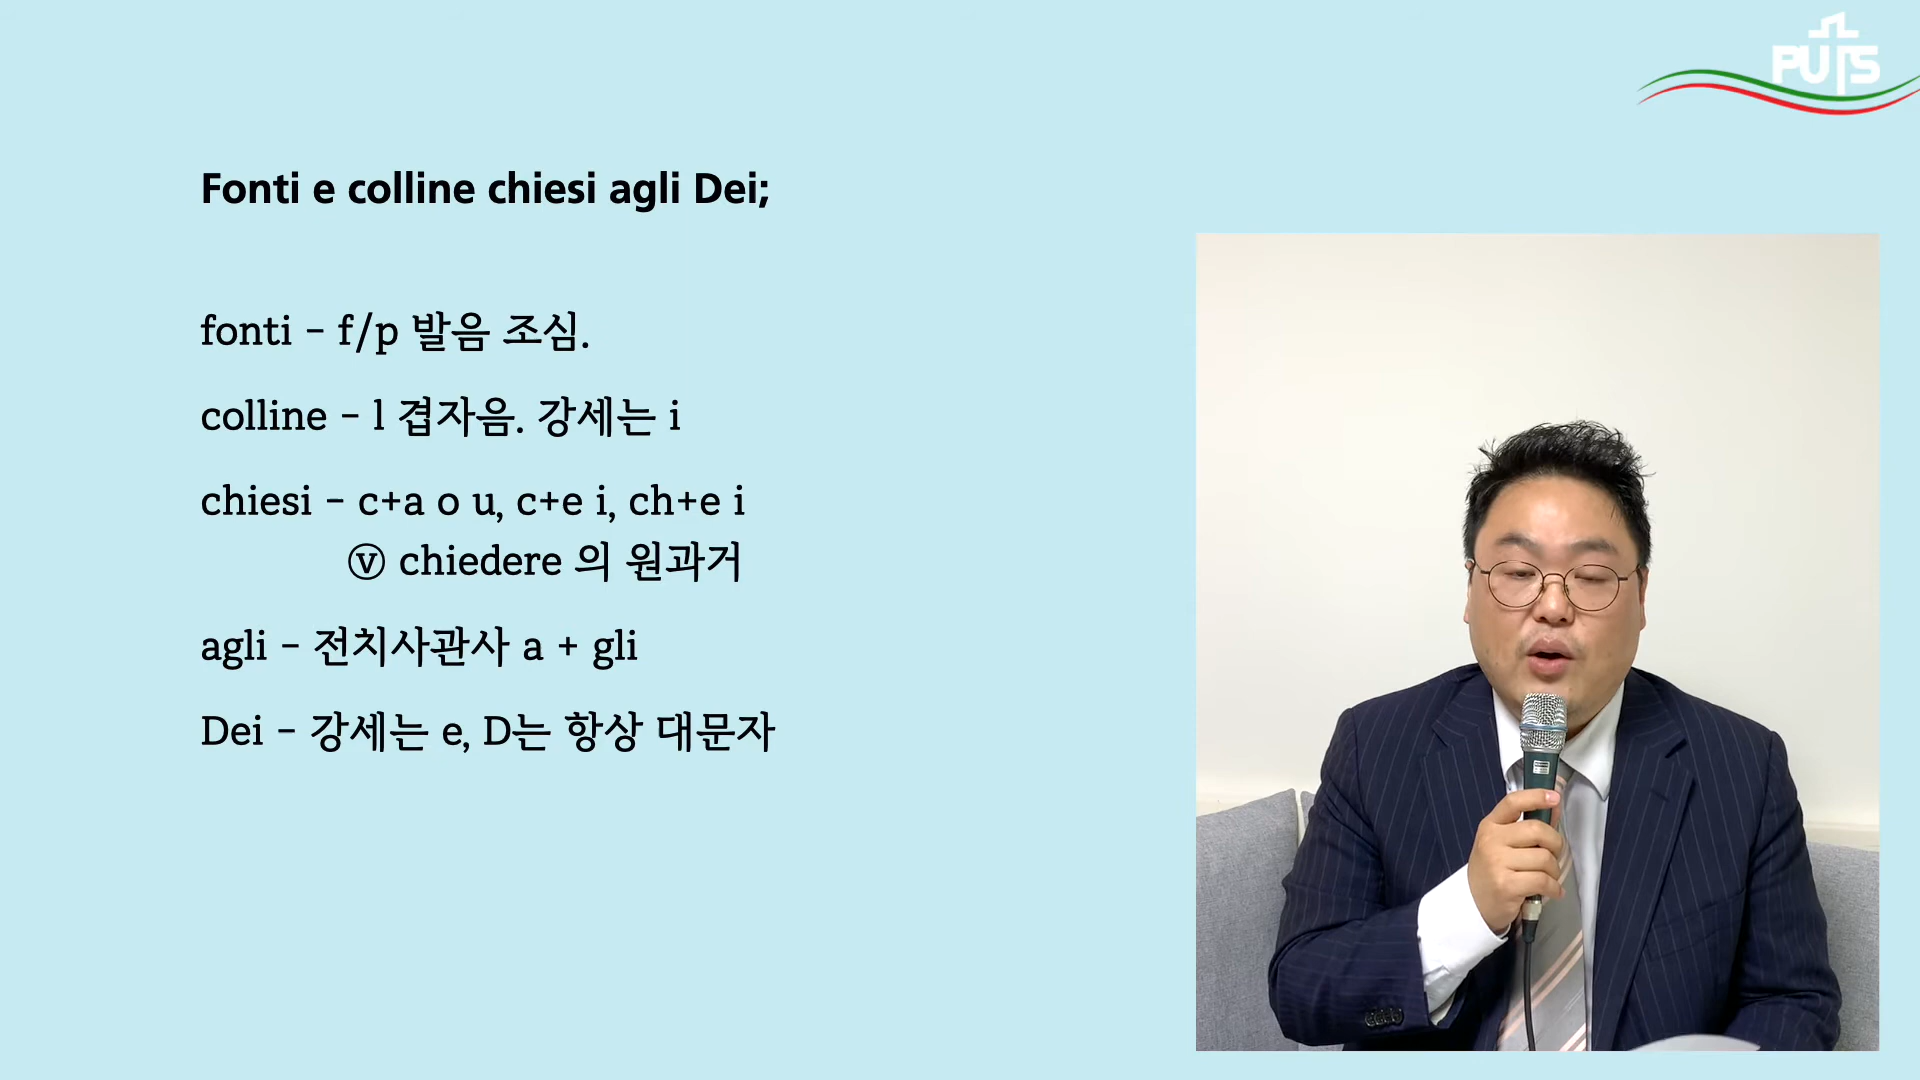 PUTS
Fonti e colline chiesi agli Dei;
fonti - f/p 발음 조심.
colline - l 겹자음. 강세는 i
chiesi - c+a o u, c+e i, ch+e i
ⓥ chiedere 의 원과거
agli - 전치사관사 a + gli
Dei - 강세는 e, D는 항상 대문자